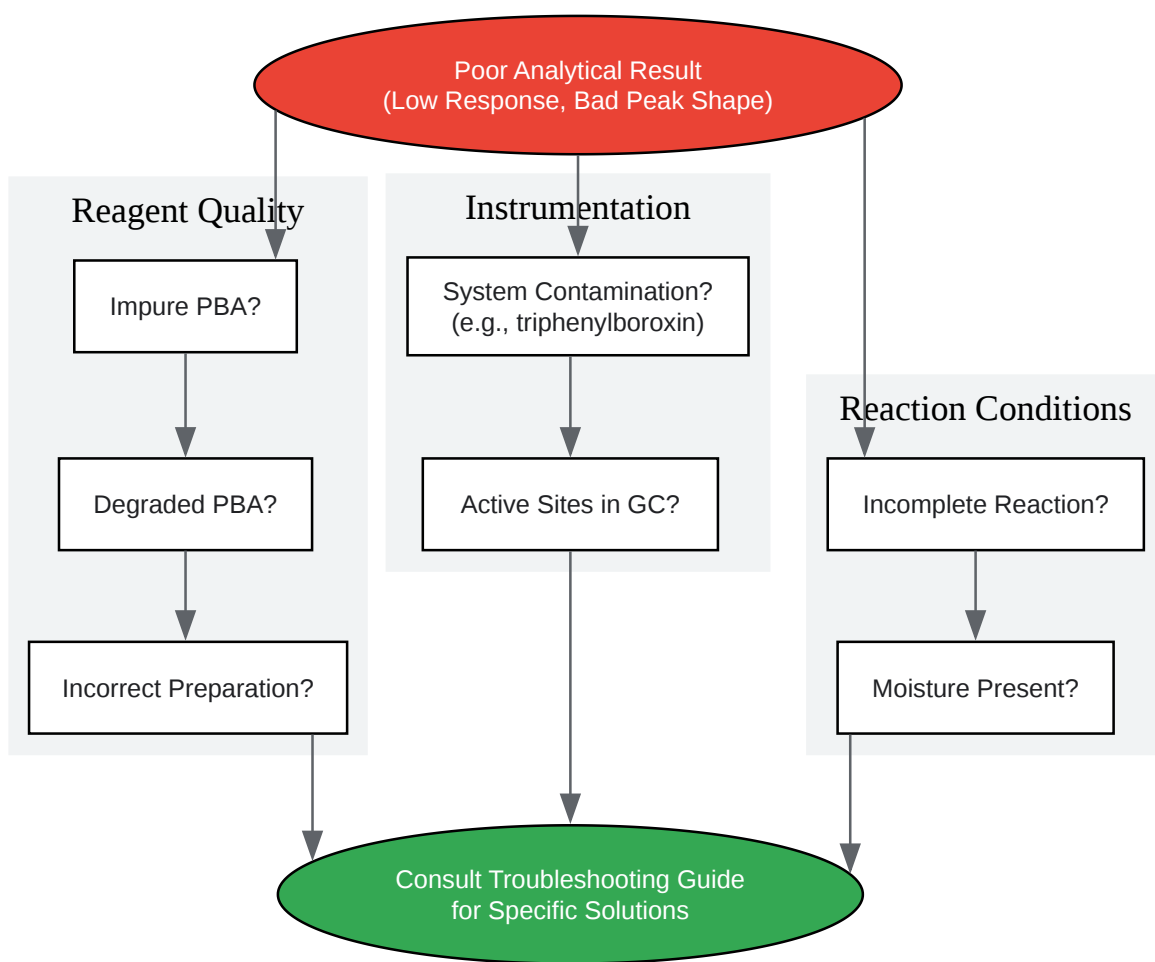 Poor Analytical Result
(Low Response, Bad Peak Shape)
Reagent Quality
Impure PBA?
Degraded PBA?
Incorrect Preparation?
Instrumentation
System Contamination?
(e.g., triphenylboroxin)
Active Sites in GC?
Reaction Conditions
Incomplete Reaction?
Moisture Present?
Consult Troubleshooting Guide
for Specific Solutions